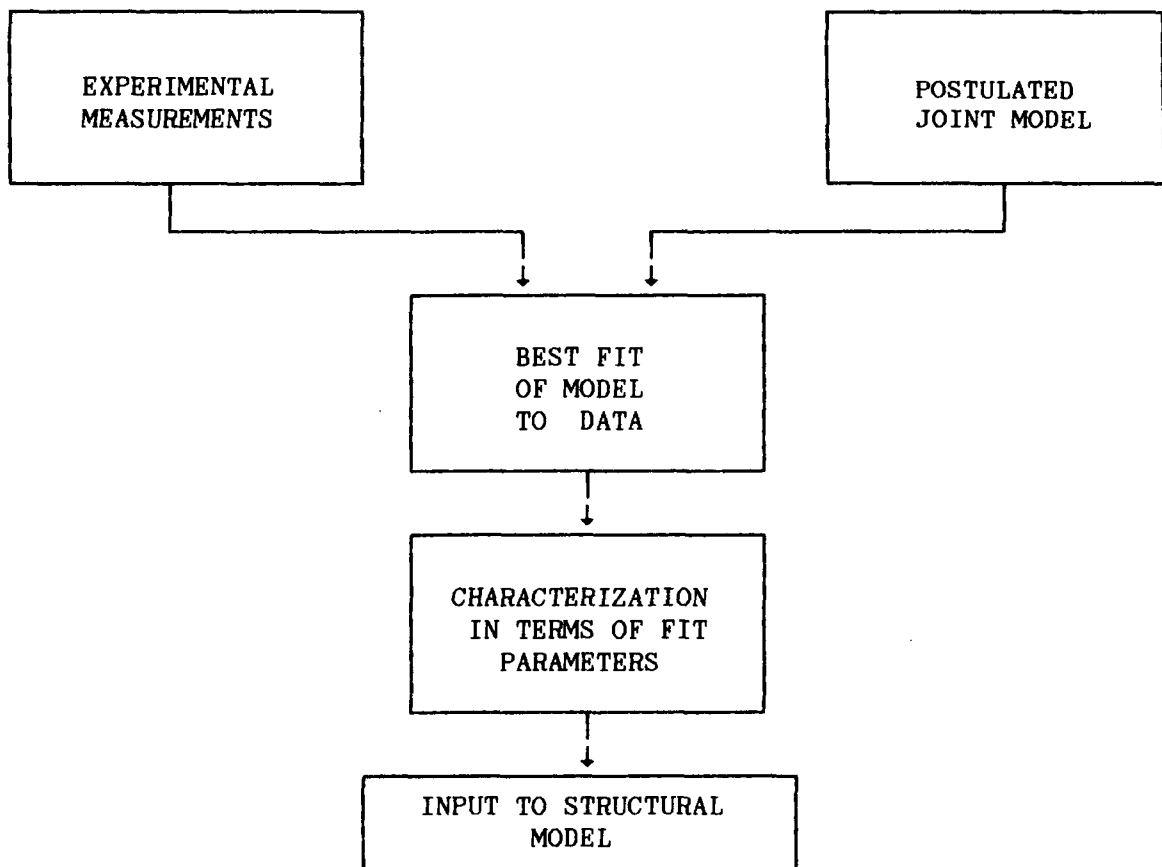 EXPERIMENTAL
MEASUREMENTS
POSTULATED
JOINT MODEL
BEST FIT
OF MODEL
TO DATA
CHARACTERIZATION
IN TERMS OF FIT
PARAMETERS
INPUT TO STRUCTURAL
MODEL